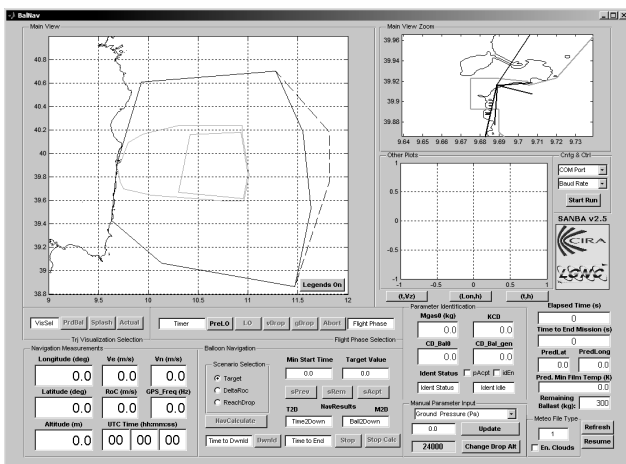 BalNav
Main View
40.8
40.6
40.4
40.2
40
39.8
39.6
39.4
39.2
39
38.8
9
9.5
10
10.5
11
11.5
12
Legends On
Main View Zoom
39.96
39.94
39.92
39.9
39.88
9.64 9.65 9.66 9.67 9.68 9.69 9.7 9.71 9.72 9.73
Other Plots
1
0.5
0
-0.5
-1
-1 -0.5 0 0.5 1
(t,Vz) (Lon,h) (t,h)
Cnfg & Ctrl
COM Port
Baud Rate
Start Run
SANBA v2.5
CIRA
VisSel PrdBal Splash Actual
Trj Visualization Selection
Timer PreLO LO vDrop gDrop Abort Flight Phase
Flight Phase Selection
Navigation Measurements
Longitude (deg) Ve (m/s) Vn (m/s)
0.0 0.0 0.0
Latitude (deg) RoC (m/s) GPS_Freq (Hz)
0.0 0.0 0.0
Altitude (m) UTC Time (hh:mm:ss)
0.0 00 00 00
Balloon Navigation
Scenario Selection
Target
DeltaRoc
ReachDrop
NavCalculate
Min Start Time Target Value
0.0 0.0
sPrev sRem sAcpt
T2D NavResults M2D
Time2Down Ball2Down
Time to Dwnld Dwnld Time to End Stop Stop Calc
Parameter Identification
Mgas0 (kg) KCD
0.0 0.0
CD_Bal0 CD_Bal_gen
0.0 0.0
Ident Status pAcpt idEn
Ident Status Ident Idle
Manual Parameter Input
Ground Pressure (Pa)
0.0 Update
24000 Change Drop Alt
Elapsed Time (s)
0
Time to End Mission (s)
0
PredLat PredLong
0.0 0.0
Pred. Min Film Temp (K)
0.0
Remaining
Ballast (kg): 300
Meteo File Type
1
En. Clouds
Refresh
Resume